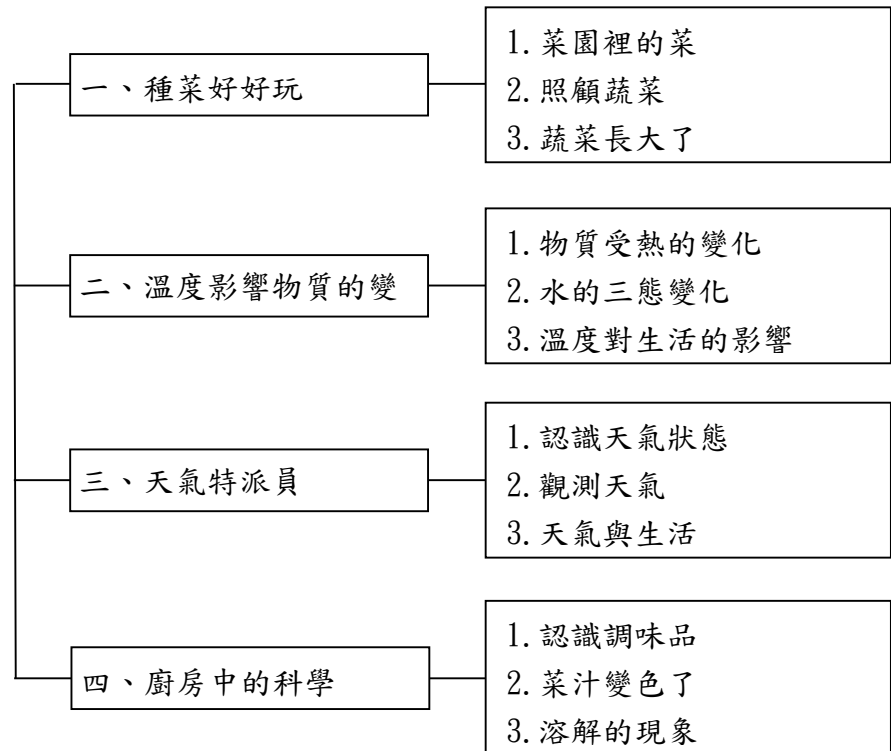 一、種菜好好玩
1.菜園裡的菜
2.照顧蔬菜
3.蔬菜長大了
二、溫度影響物質的變
1.物質受熱的變化
2.水的三態變化
3.溫度對生活的影響
三、天氣特派員
1.認識天氣狀態
2.觀測天氣
3.天氣與生活
四、廚房中的科學
1.認識調味品
2.菜汁變色了
3.溶解的現象